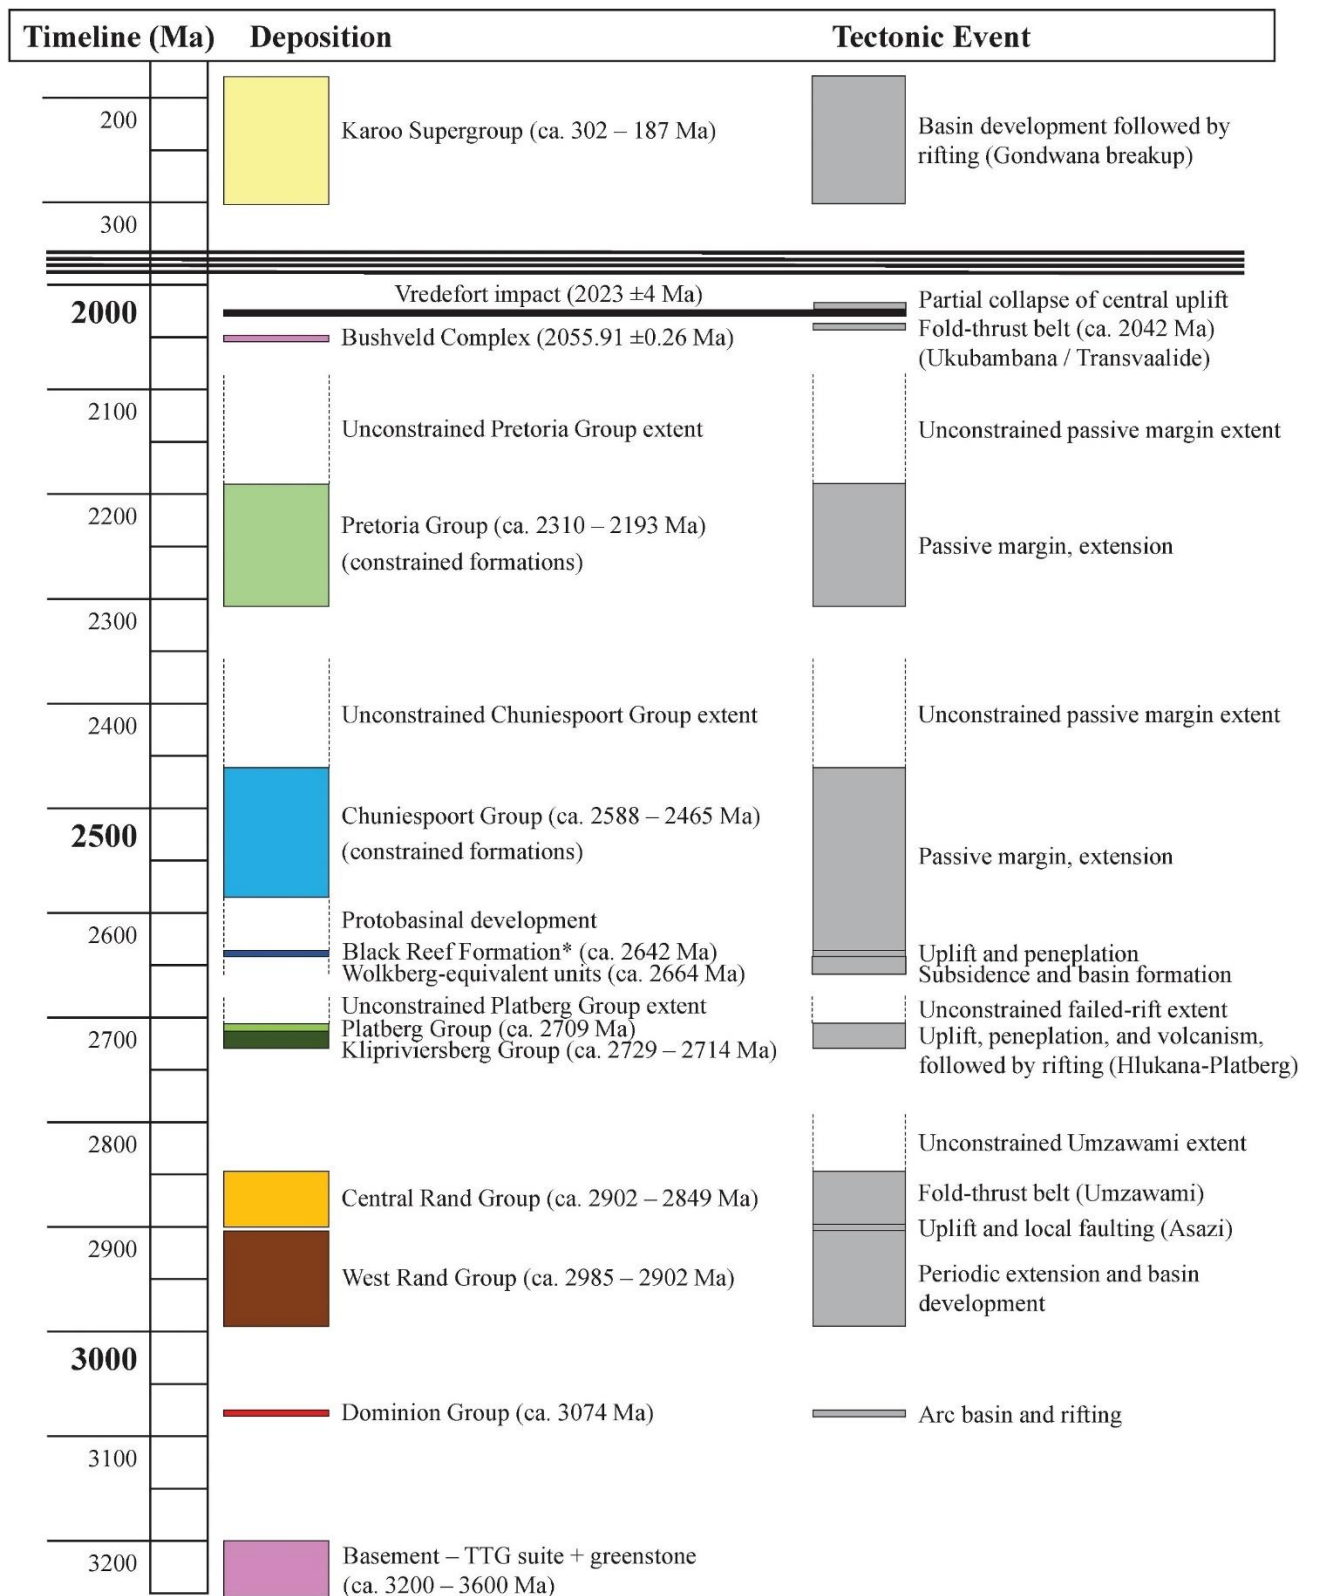 Timeline (Ma) Deposition Tectonic Event
200
Karoo Supergroup (ca. 302 – 187 Ma)
Basin development followed by
rifting (Gondwana breakup)
300
Vredefort impact (2023 ±4 Ma)
Partial collapse of central uplift
2000
Bushveld Complex (2055.91 ±0.26 Ma)
Fold-thrust belt (ca. 2042 Ma)
(Ukubambana / Transvaalide)
2100
Unconstrained Pretoria Group extent
Unconstrained passive margin extent
2200
Pretoria Group (ca. 2310 – 2193 Ma)
(constrained formations)
Passive margin, extension
2300
2400
Unconstrained Chuniespoort Group extent
Unconstrained passive margin extent
2500
Chuniespoort Group (ca. 2588 – 2465 Ma)
(constrained formations)
Passive margin, extension
2600
Protobasinal development
Black Reef Formation* (ca. 2642 Ma)
Uplift and peneplation
Wolkberg-equivalent units (ca. 2664 Ma)
Subsidence and basin formation
Unconstrained Platberg Group extent
Unconstrained failed-rift extent
2700
Platberg Group (ca. 2709 Ma)
Klipriviersberg Group (ca. 2729 – 2714 Ma)
Uplift, peneplation, and volcanism,
followed by rifting (Hlukana-Platberg)
2800
Unconstrained Umzawami extent
Central Rand Group (ca. 2902 – 2849 Ma)
Fold-thrust belt (Umzawami)
Uplift and local faulting (Asazi)
2900
West Rand Group (ca. 2985 – 2902 Ma)
Periodic extension and basin
development
3000
Dominion Group (ca. 3074 Ma)
Arc basin and rifting
3100
3200
Basement – TTG suite + greenstone
(ca. 3200 – 3600 Ma)